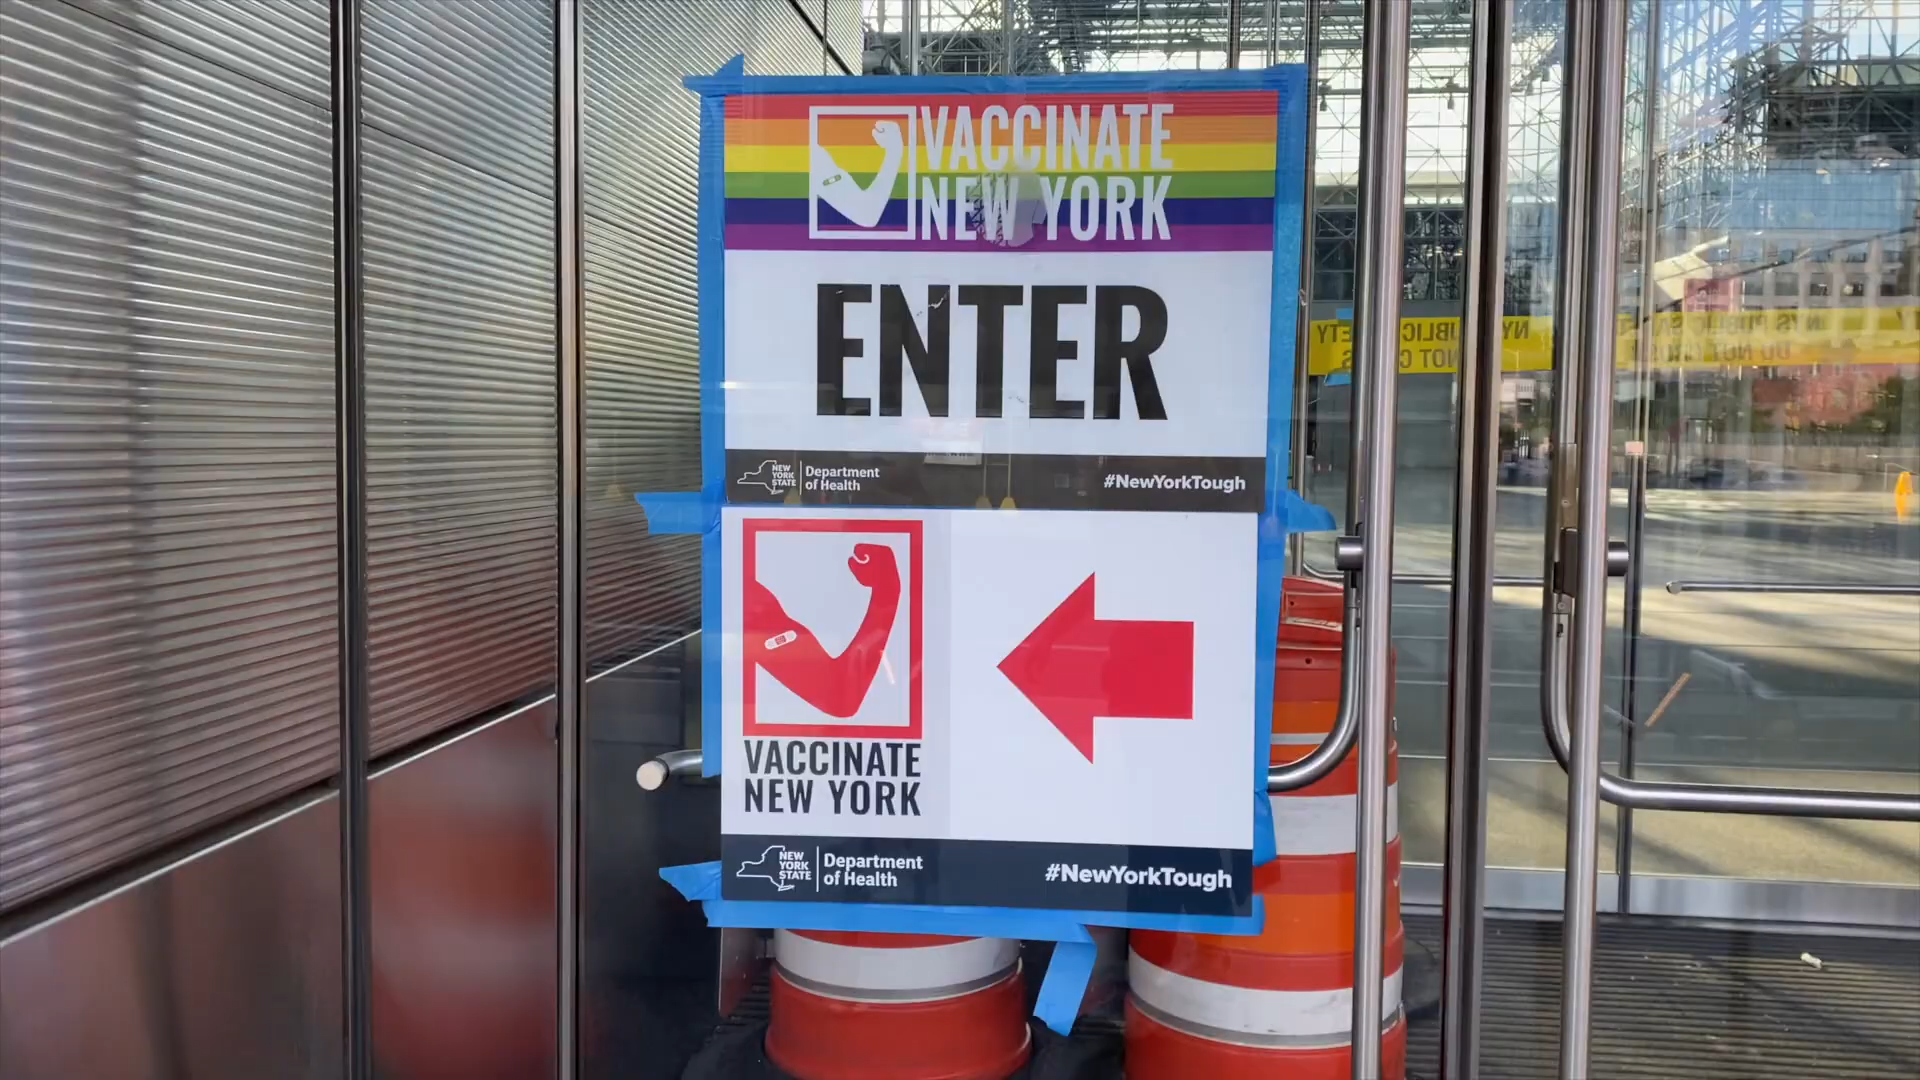 VACCINATE
NEW YORK
ENTER
NEW
YORK
STATE
Department
of Health
#NewYorkTough
VACCINATE
NEW YORK
NEW
YORK
STATE
Department
of Health
#NewYorkTough